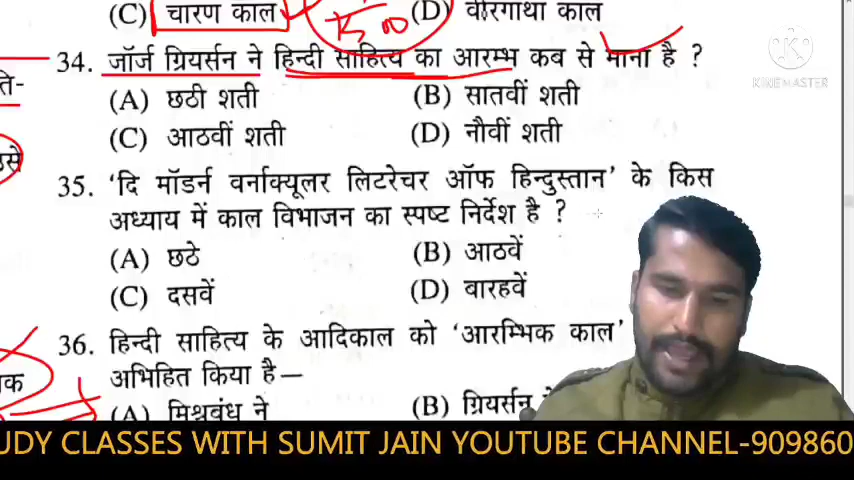 (C) चारण काल (D) वीरगाथा काल
34. जॉर्ज ग्रियर्सन ने हिन्दी साहित्य का आरम्भ कब से माना है ?
(A) छठी शती (B) सातवीं शती
(C) आठवीं शती (D) नौवीं शती
35. ‘दि मॉडर्न वर्नाक्यूलर लिटरेचर ऑफ हिन्दुस्तान’ के किस
अध्याय में काल विभाजन का स्पष्ट निर्देश है ?
(A) छठे (B) आठवें
(C) दसवें (D) बारहवें
36. हिन्दी साहित्य के आदिकाल को ‘आरम्भिक काल’
अभिहित किया है—
(A) मिश्रबंधु ने (B) ग्रियर्सन
ति-
KINEMASTER
UDY CLASSES WITH SUMIT JAIN YOUTUBE CHANNEL-909860